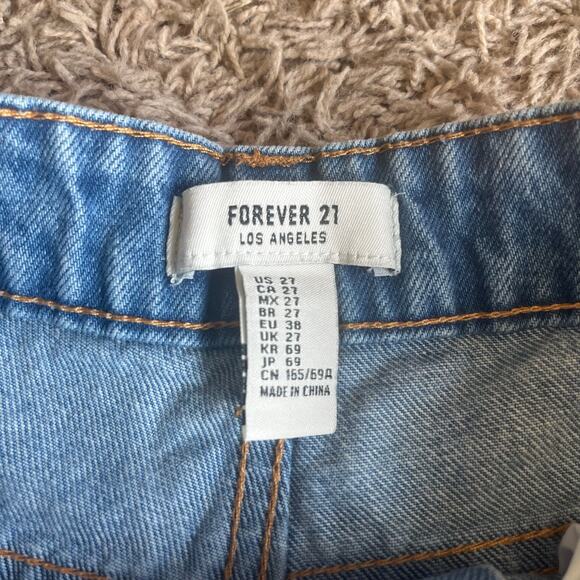 FOREVER 21
LOS ANGELES
US 27
CA 27
MX 27
BR 27
EU 38
UK 27
KR 69
JP 69
CN 165/69A
MADE IN CHINA